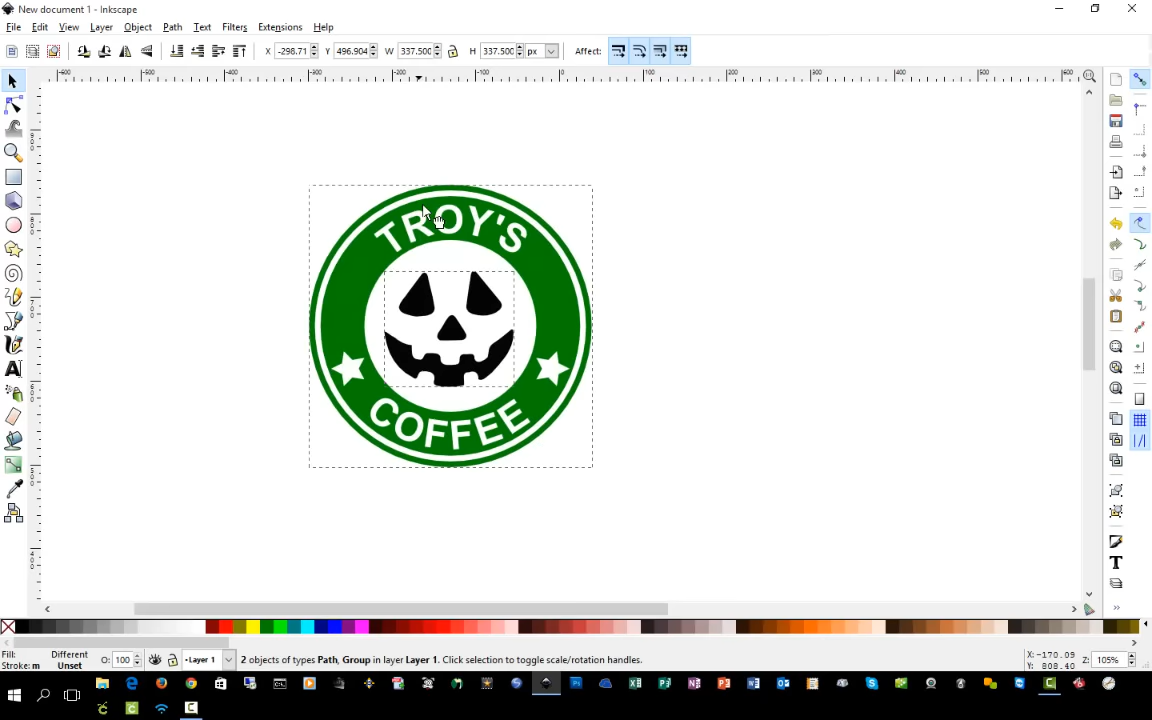 New document 1 - Inkscape
File Edit View Layer Object Path Text Filters Extensions Help
X -298.71 Y 496.904 W 337.500 H 337.500 px Affect:
TROY'S
COFFEE
Fill: Different
Stroke: m Unset
O: 100
•Layer 1
2 objects of types Path, Group in layer Layer 1. Click selection to toggle scale/rotation handles.
X: -170.09
Y: 808.40
Z: 105%